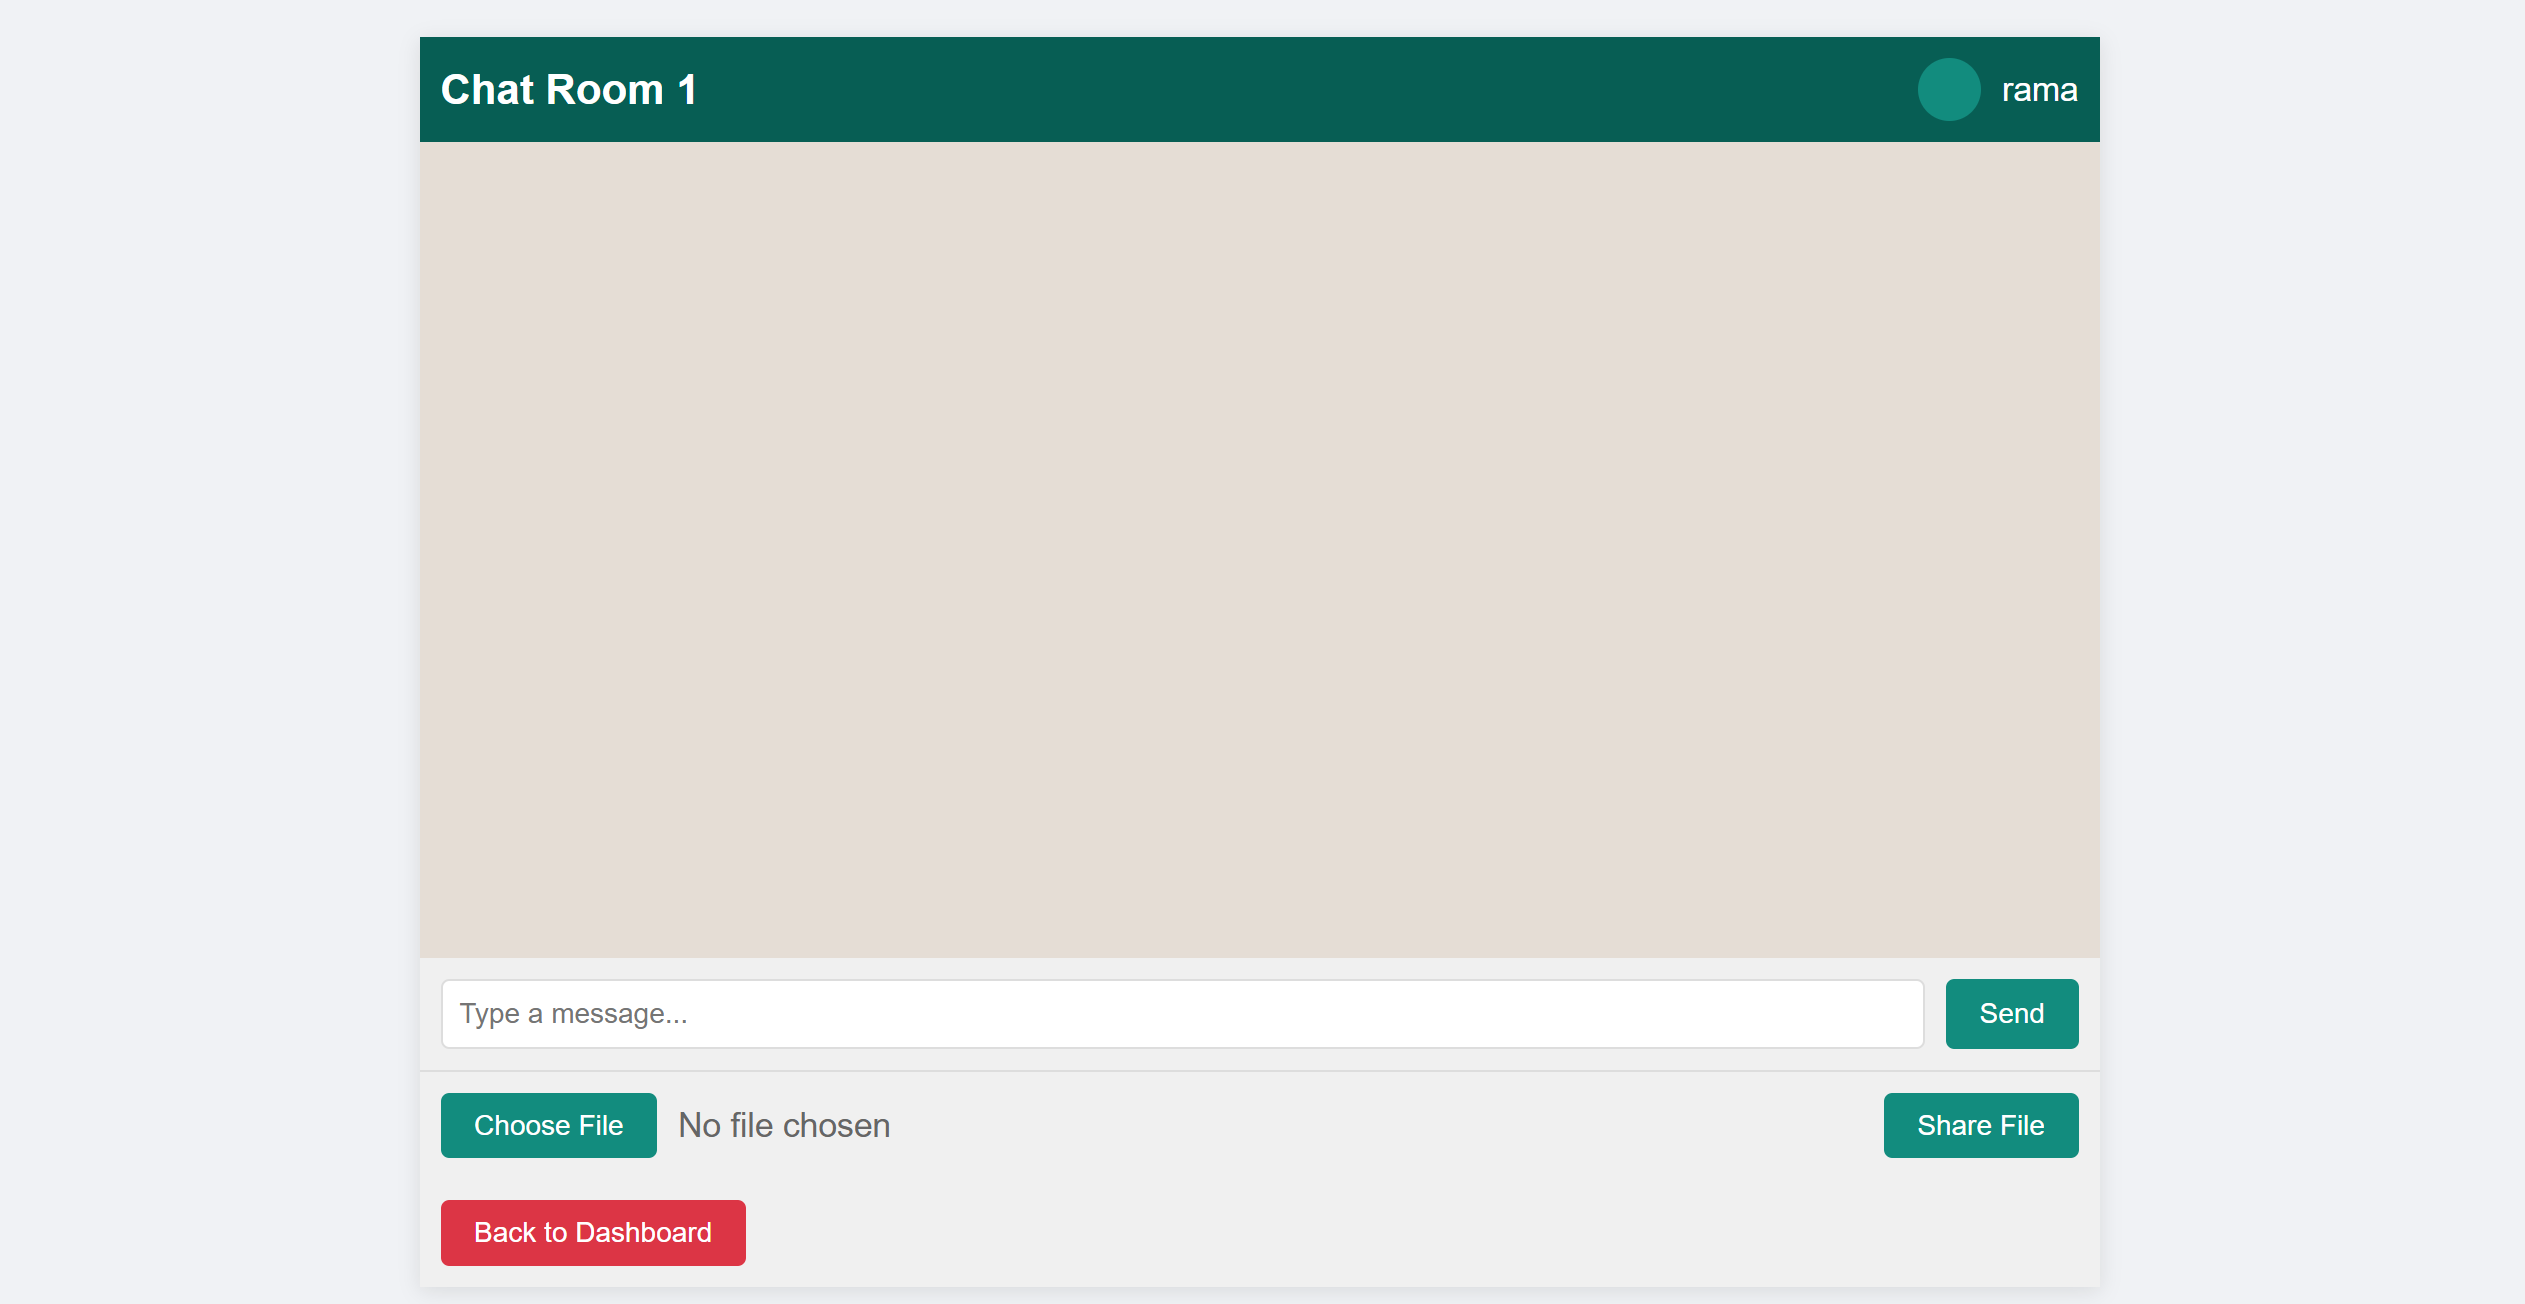 Chat Room 1
rama
Type a message...
Send
Choose File
No file chosen
Share File
Back to Dashboard